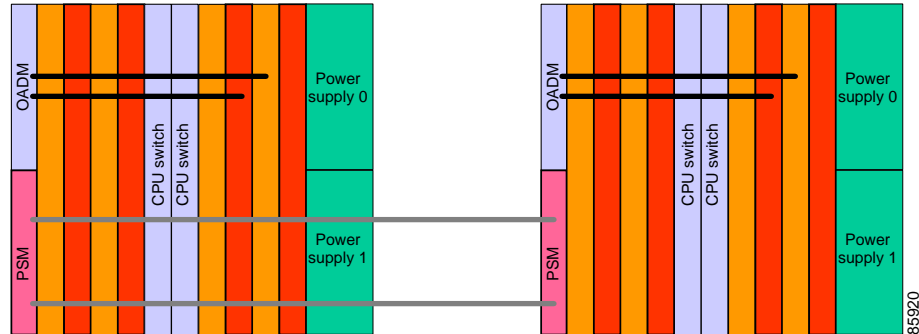 OADM
PSM
CPU switch
CPU switch
Power
supply 0
Power
supply 1
OADM
PSM
CPU switch
CPU switch
Power
supply 0
Power
supply 1
85920